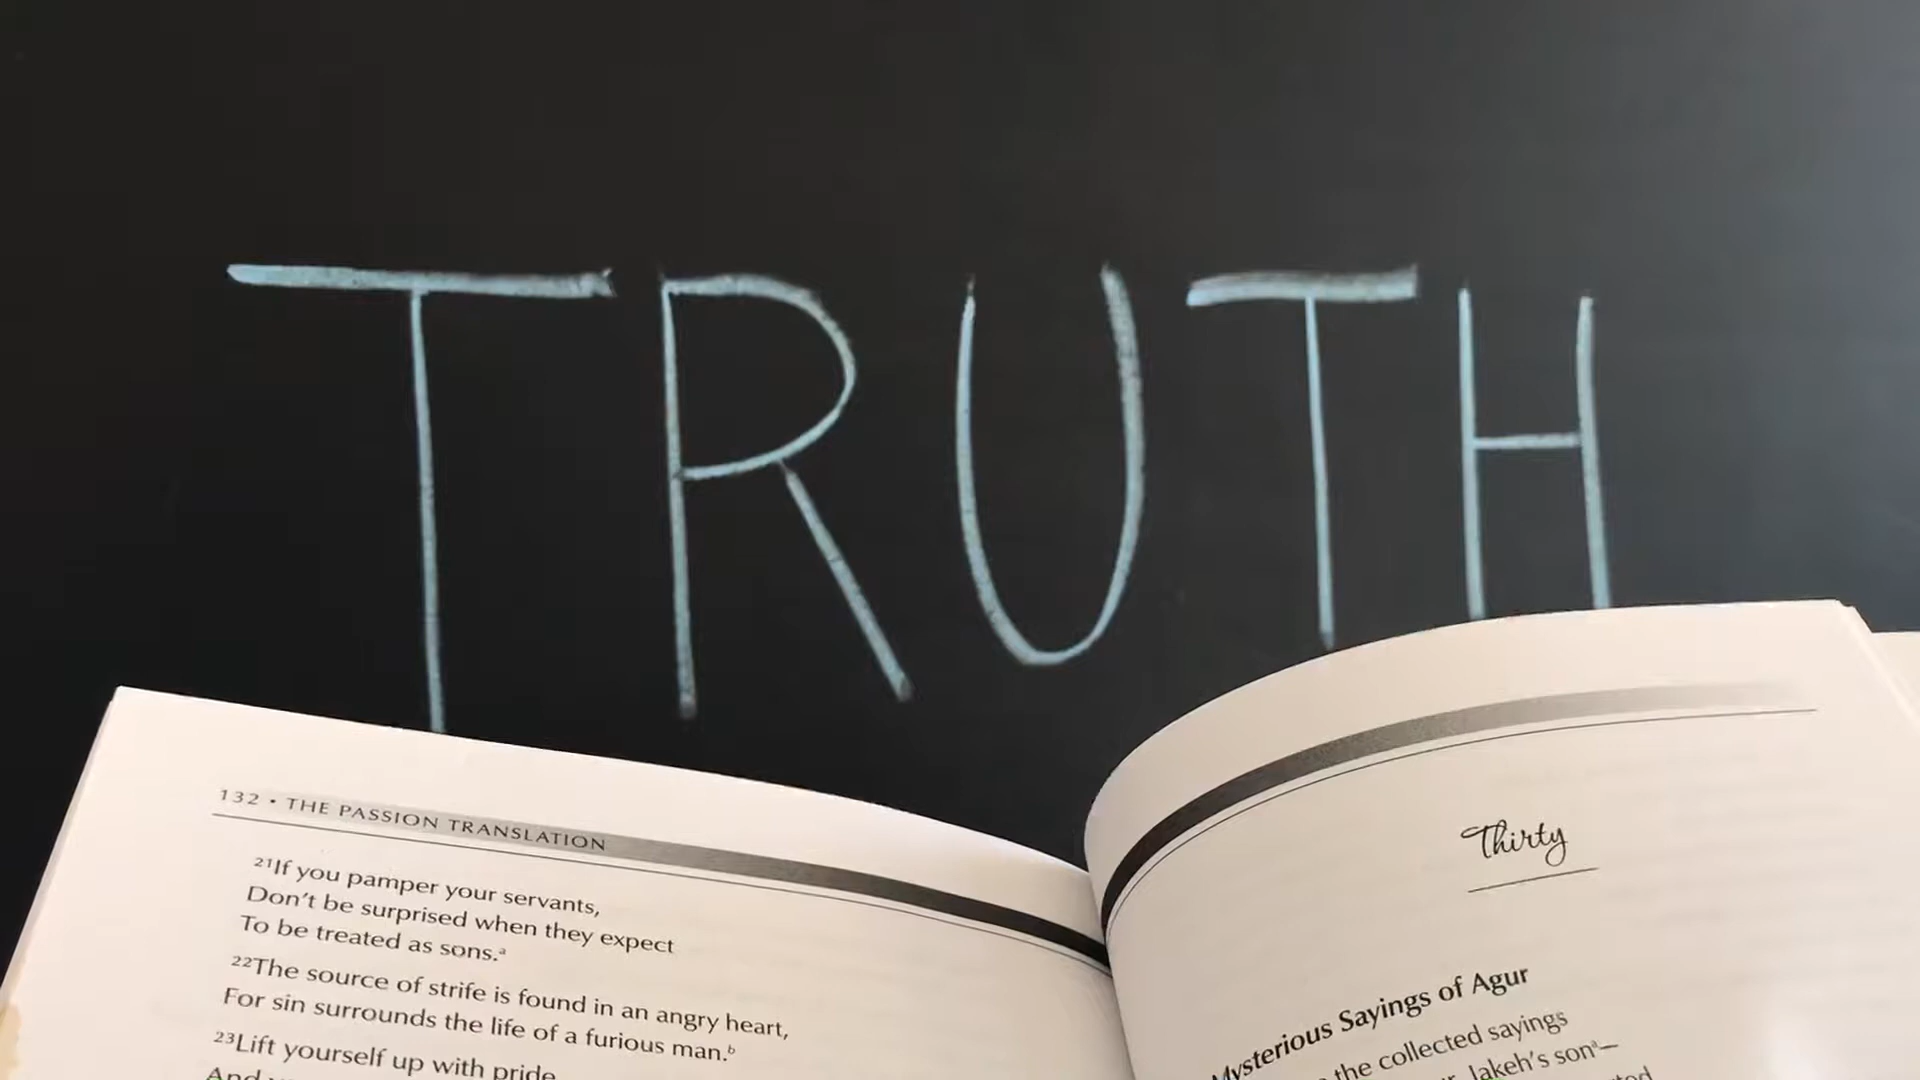 TRUTH
132 • THE PASSION TRANSLATION
²¹If you pamper your servants,
Don't be surprised when they expect
To be treated as sons.ᵃ
²²The source of strife is found in an angry heart,
For sin surrounds the life of a furious man.ᵇ
²³Lift yourself up with pride
Thirty
Mysterious Sayings of Agur
the collected sayings
Jakeh's sonᵃ—